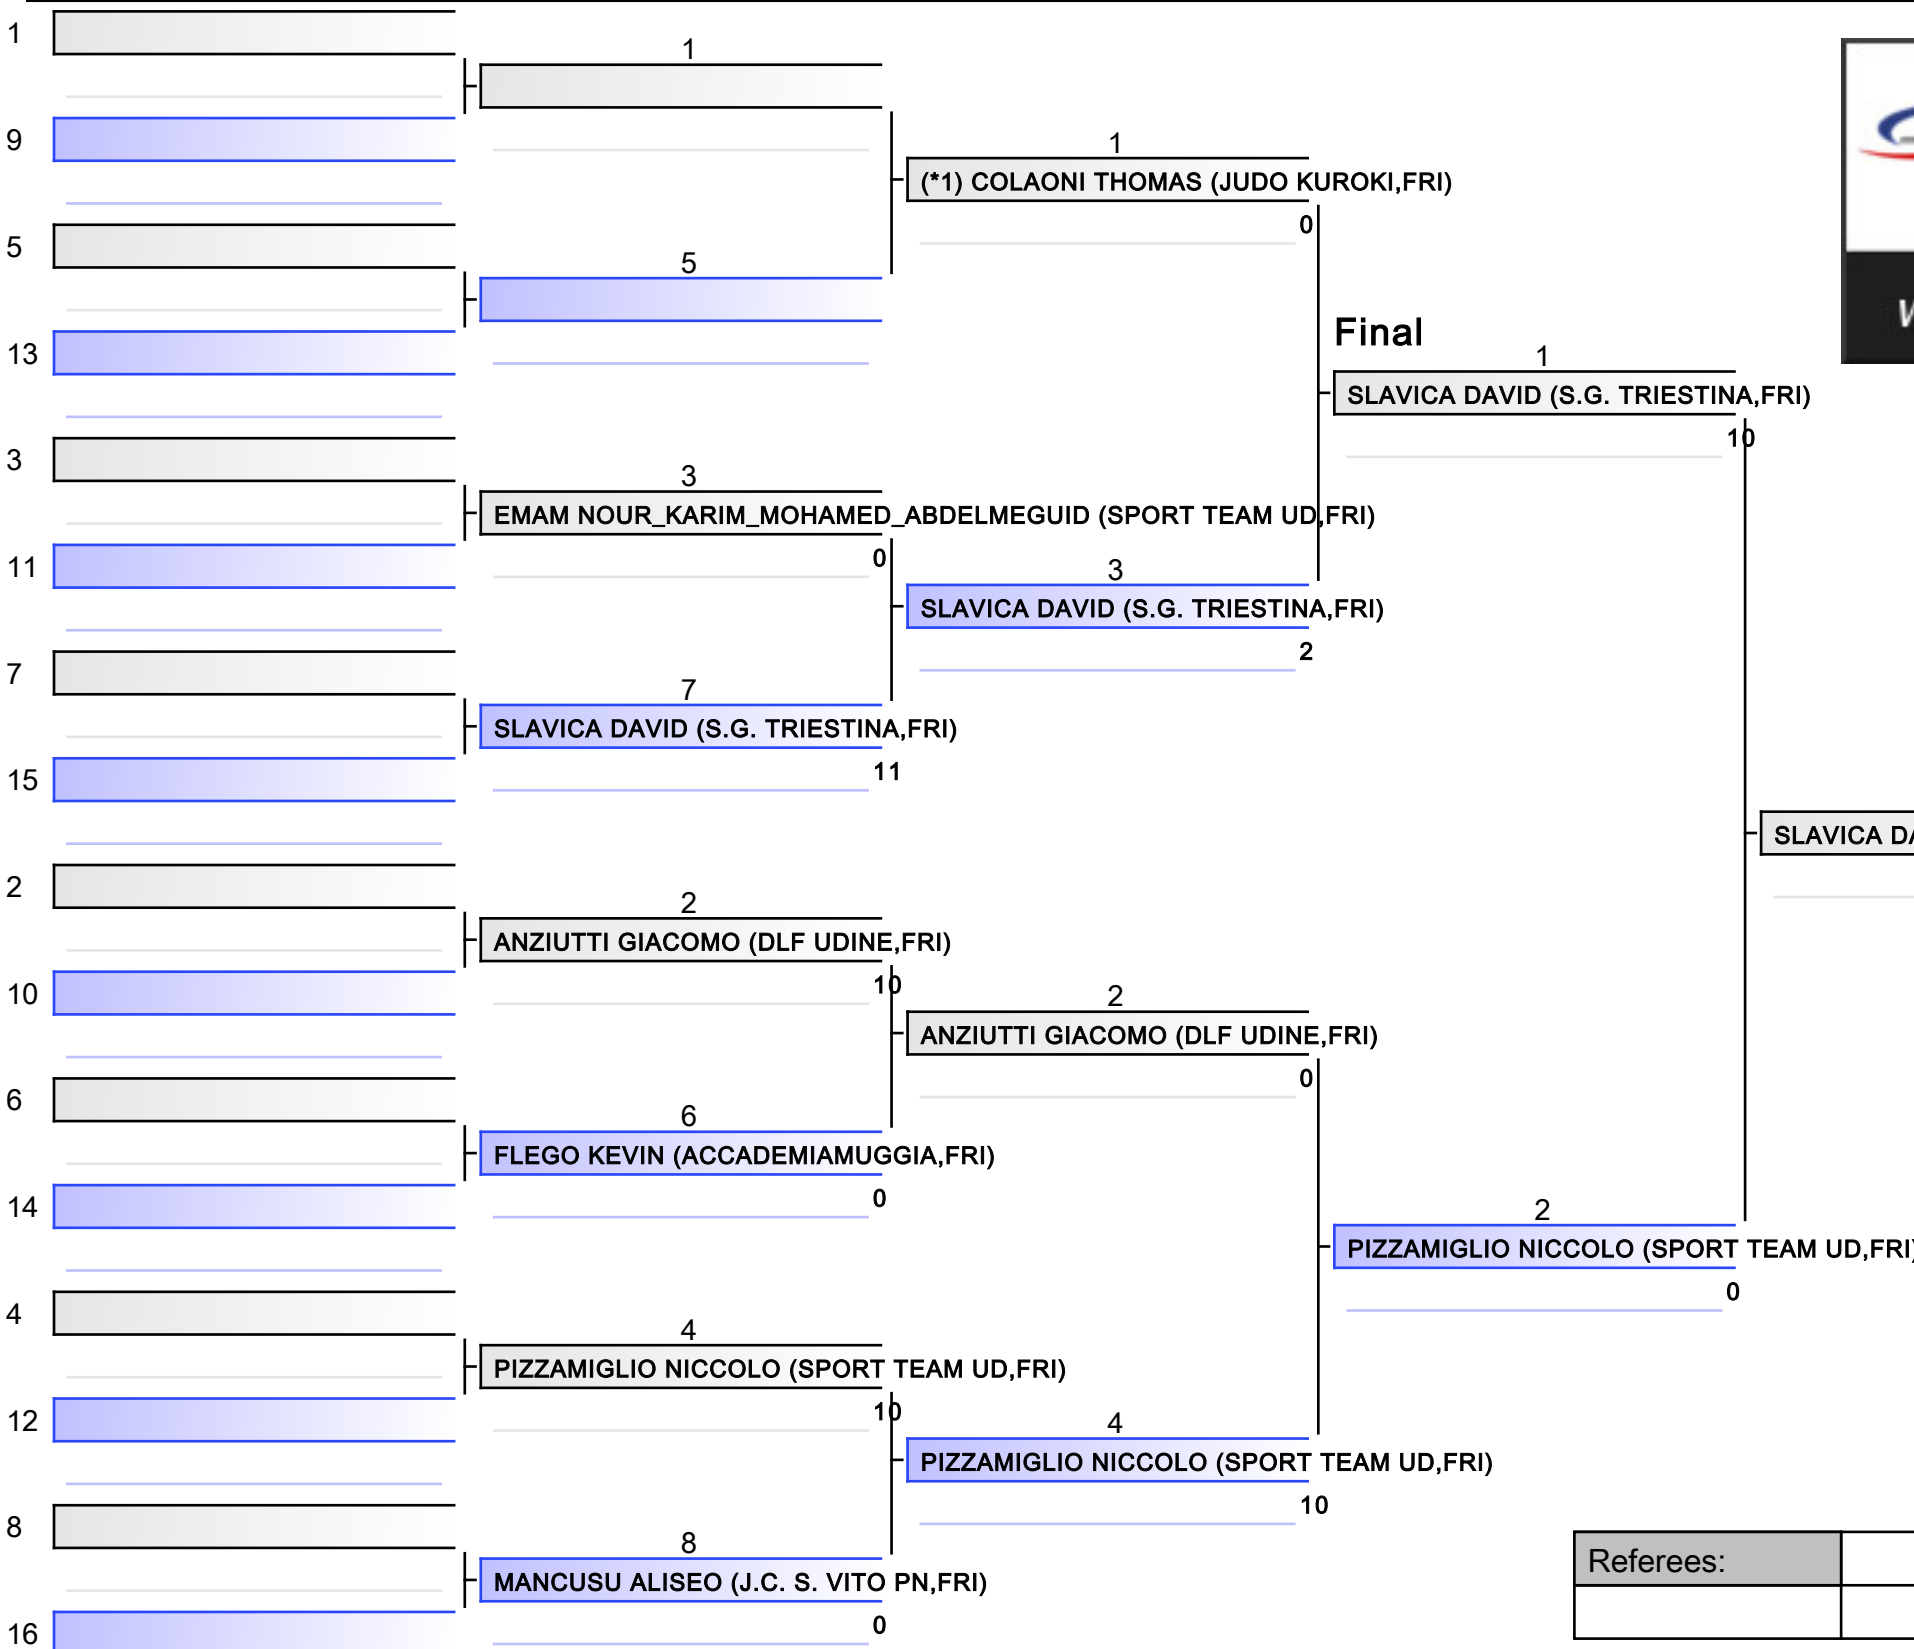 1
1
9
1
(*1) COLAONI THOMAS (JUDO KUROKI,FRI)
0
5
5
Final
13
1
SLAVICA DAVID (S.G. TRIESTINA,FRI)
10
3
3
EMAM NOUR_KARIM_MOHAMED_ABDELMEGUID (SPORT TEAM UD,FRI)
0
11
3
SLAVICA DAVID (S.G. TRIESTINA,FRI)
2
7
7
SLAVICA DAVID (S.G. TRIESTINA,FRI)
11
15
SLAVICA
2
2
ANZIUTTI GIACOMO (DLF UDINE,FRI)
10
10
2
ANZIUTTI GIACOMO (DLF UDINE,FRI)
0
6
6
FLEGO KEVIN (ACCADEMIAMUGGIA,FRI)
0
14
2
PIZZAMIGLIO NICCOLO (SPORT TEAM UD,FRI)
0
4
4
PIZZAMIGLIO NICCOLO (SPORT TEAM UD,FRI)
10
12
4
PIZZAMIGLIO NICCOLO (SPORT TEAM UD,FRI)
10
8
8
MANCUSU ALISEO (J.C. S. VITO PN,FRI)
0
16
Referees: